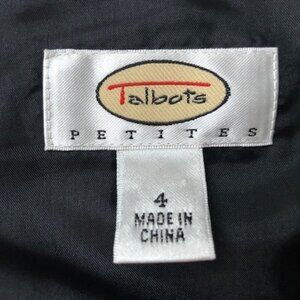 Talbots
PETITES
4
MADE IN
CHINA